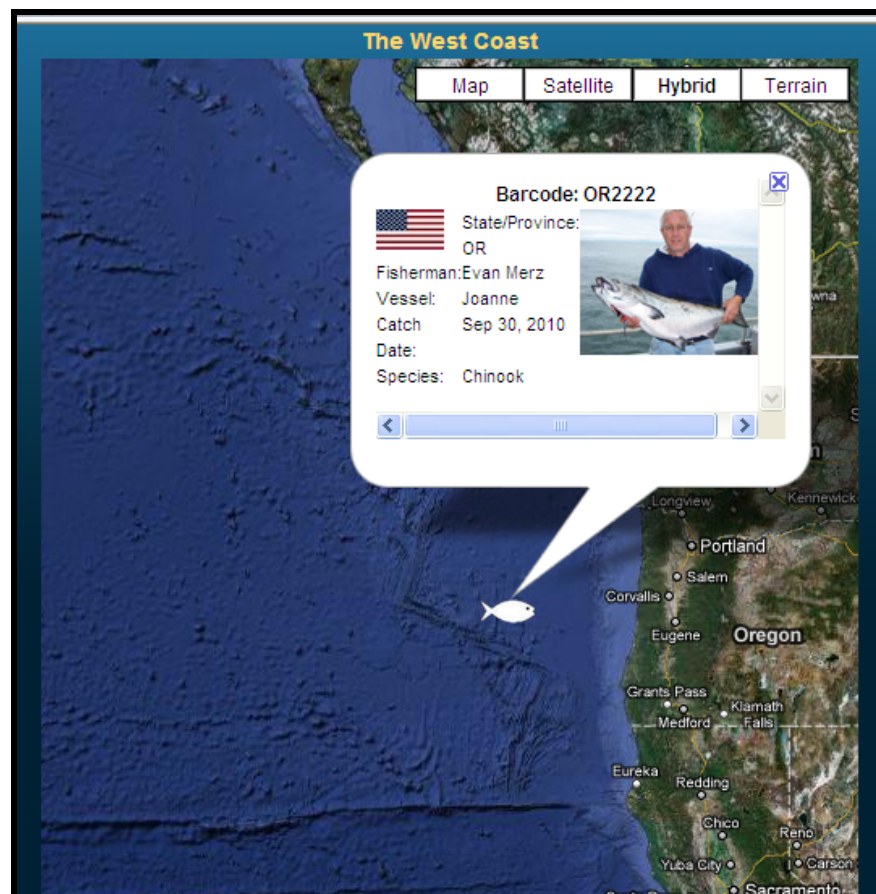 The West Coast
Map Satellite Hybrid Terrain
Barcode: OR2222
State/Province:
OR
Fisherman:Evan Merz
Vessel: Joanne
Catch Sep 30, 2010
Date:
Species: Chinook
Longview
Kennewick
Portland
Salem
Corvallis
Eugene
Oregon
Grants Pass
Medford
Klamath
Falls
Eureka
Redding
Chico
Reno
Yuba City
Carson
Sacramento